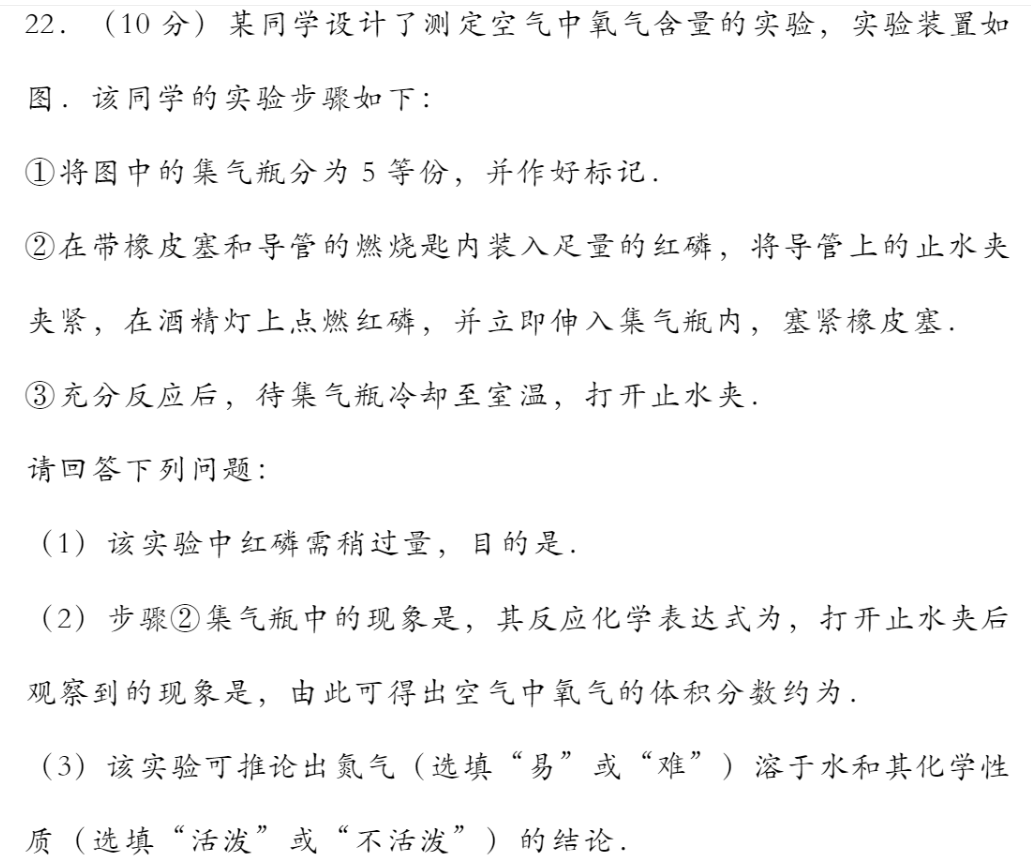 22．（10 分）某同学设计了测定空气中氧气含量的实验，实验装置如
图．该同学的实验步骤如下：
①将图中的集气瓶分为 5 等份，并作好标记．
②在带橡皮塞和导管的燃烧匙内装入足量的红磷，将导管上的止水夹
夹紧，在酒精灯上点燃红磷，并立即伸入集气瓶内，塞紧橡皮塞．
③充分反应后，待集气瓶冷却至室温，打开止水夹．
请回答下列问题：
（1）该实验中红磷需稍过量，目的是．
（2）步骤②集气瓶中的现象是，其反应化学表达式为，打开止水夹后
观察到的现象是，由此可得出空气中氧气的体积分数约为．
（3）该实验可推论出氮气（选填“易”或“难”）溶于水和其化学性
质（选填“活泼”或“不活泼”）的结论．